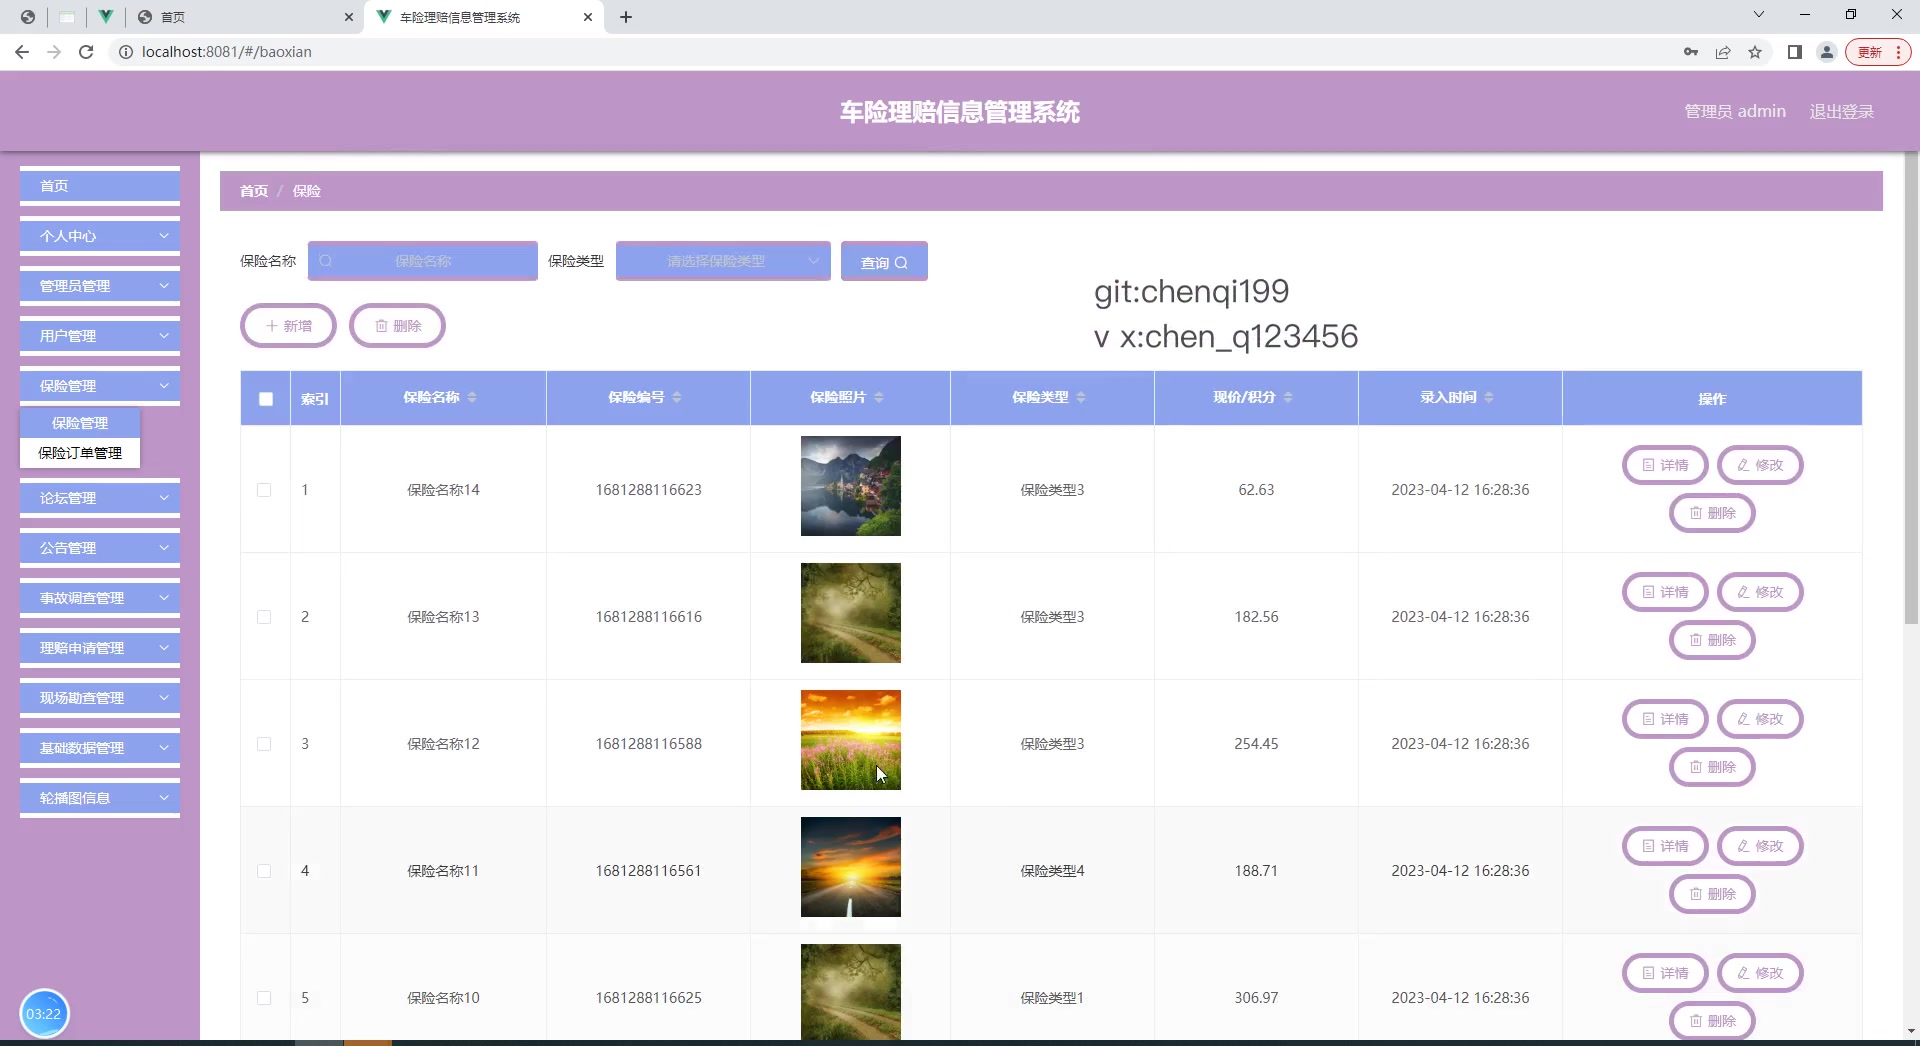 首页
车险理赔信息管理系统
localhost:8081/#/baoxian
更新
车险理赔信息管理系统
管理员 admin
退出登录
首页
个人中心
管理员管理
用户管理
保险管理
保险管理
保险订单管理
论坛管理
公告管理
事故调查管理
理赔申请管理
现场勘查管理
基础数据管理
轮播图信息
03:22
首页 / 保险
保险名称 保险名称 保险类型 请选择保险类型 查询
git:chenqi199
v x:chen_q123456
新增 删除
索引 保险名称 保险编号 保险照片 保险类型 现价/积分 录入时间 操作
1 保险名称14 1681288116623 保险类型3 62.63 2023-04-12 16:28:36 详情 修改
删除
2 保险名称13 1681288116616 保险类型3 182.56 2023-04-12 16:28:36 详情 修改
删除
3 保险名称12 1681288116588 保险类型3 254.45 2023-04-12 16:28:36 详情 修改
删除
4 保险名称11 1681288116561 保险类型4 188.71 2023-04-12 16:28:36 详情 修改
删除
5 保险名称10 1681288116625 保险类型1 306.97 2023-04-12 16:28:36 详情 修改
删除